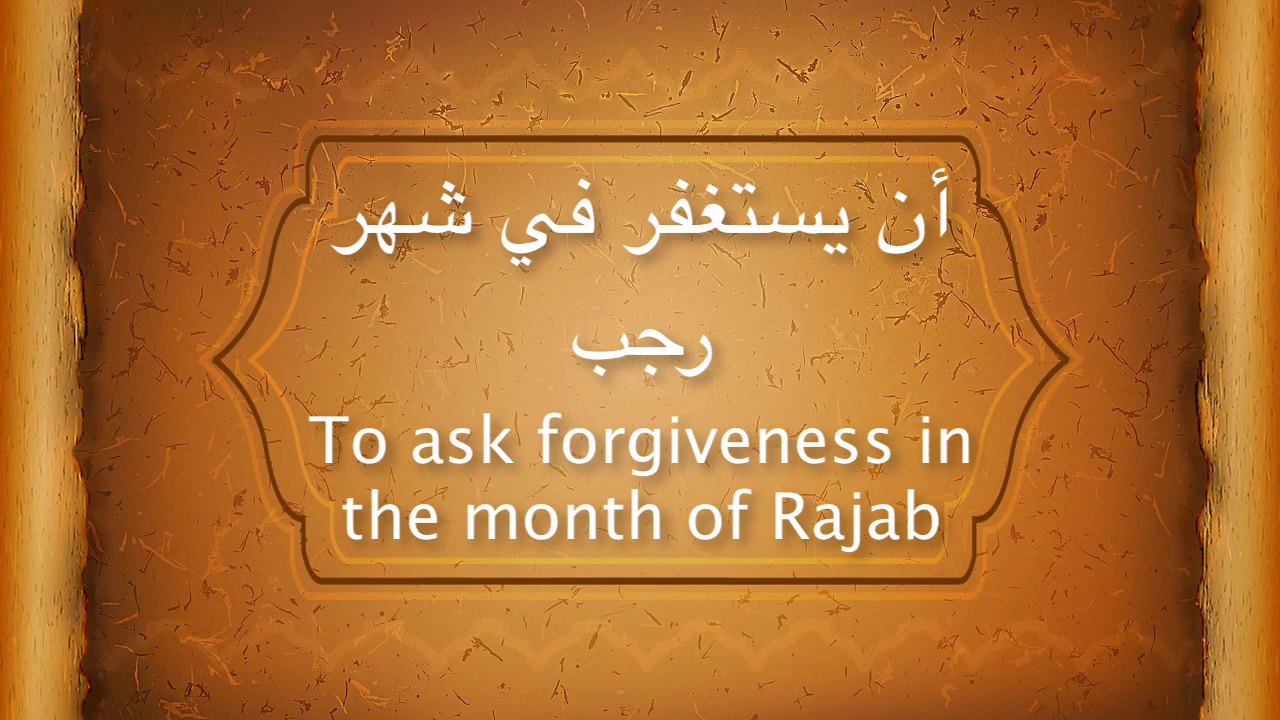 أن يستغفر في شهر
رجب
To ask forgiveness in
the month of Rajab